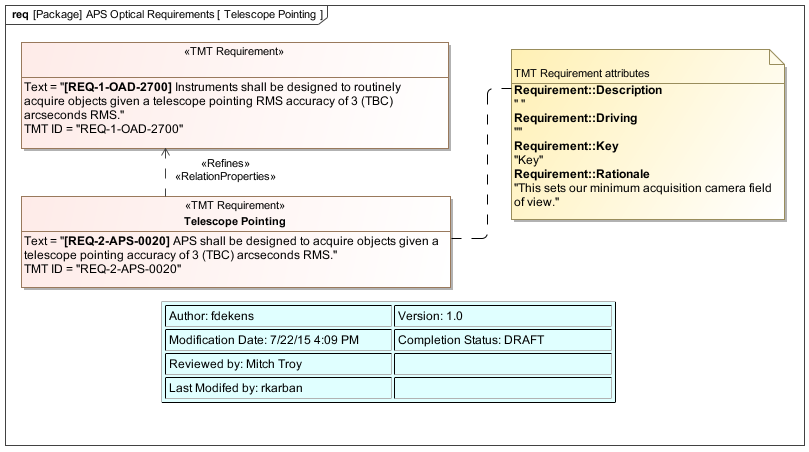 req [Package] APS Optical Requirements [ Telescope Pointing ]
«TMT Requirement»
Text = "[REQ-1-OAD-2700] Instruments shall be designed to routinely
acquire objects given a telescope pointing RMS accuracy of 3 (TBC)
arcseconds RMS."
TMT ID = "REQ-1-OAD-2700"
«Refines»
«RelationProperties»
«TMT Requirement»
Telescope Pointing
Text = "[REQ-2-APS-0020] APS shall be designed to acquire objects given a
telescope pointing accuracy of 3 (TBC) arcseconds RMS."
TMT ID = "REQ-2-APS-0020"
TMT Requirement attributes
Requirement::Description
" "
Requirement::Driving
""
Requirement::Key
"Key"
Requirement::Rationale
"This sets our minimum acquisition camera field
of view."
Author: fdekens
Version: 1.0
Modification Date: 7/22/15 4:09 PM
Completion Status: DRAFT
Reviewed by: Mitch Troy
Last Modifed by: rkarban